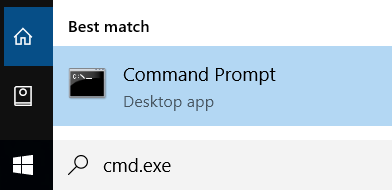 Best match
Command Prompt
Desktop app
cmd.exe